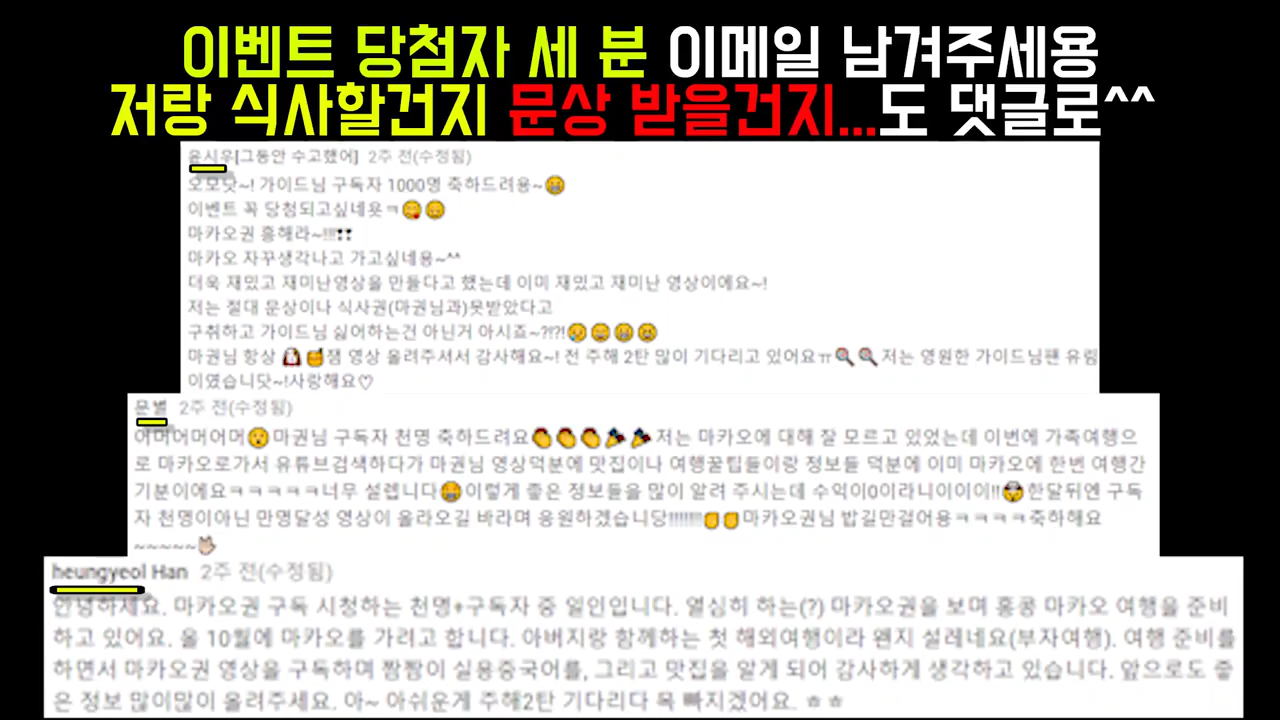 이벤트 당첨자 세 분 이메일 남겨주세용
저랑 식사할건지 문상 받을건지...도 댓글로^^
윤시우[그동안 수고했어] 2주 전(수정됨)
오모낫~! 가이드님 구독자 1000명 축하드려용~
이벤트 꼭 당첨되고싶네욧ㅋ
마카오권 흥해라~!!!
마카오 자꾸생각나고 가고싶네용~^^
더욱 재밌고 재미난영상을 만들다고 했는데 이미 재밌고 재미난 영상이에요~!
저는 절대 문상이나 식사권(마권님과)못받았다고
구취하고 가이드님 싫어하는건 아닌거 아시죠~?!?!
마권님 항상 잼 영상 올려주셔서 감사해요~! 전 주해 2탄 많이 기다리고 있어요ㅠ 저는 영원한 가이드님팬 유림
이였습니닷~!사랑해요♡
문별 2주 전(수정됨)
어머어머어머 마권님 구독자 천명 축하드려요 저는 마카오에 대해 잘 모르고 있었는데 이번에 가족여행으
로 마카오로가서 유튜브검색하다가 마권님 영상덕분에 맛집이나 여행꿀팁들이랑 정보들 덕분에 이미 마카오에 한번 여행간
기분이에요ㅋㅋㅋㅋㅋ너무 설렙니다 이렇게 좋은 정보들을 많이 알려 주시는데 수익이0이라니이이이!! 한달뒤엔 구독
자 천명이아닌 만명달성 영상이 올라오길 바라며 응원하겠습니당!!!!!!!! 마카오권님 밥길만걸어용ㅋㅋㅋㅋ축하해요
~~~~~
heungyeol Han 2주 전(수정됨)
안녕하세요. 마카오권 구독 시청하는 천명+구독자 중 일인입니다. 열심히 하는(?) 마카오권을 보며 홍콩 마카오 여행을 준비
하고 있어요. 올 10월에 마카오를 가려고 합니다. 아버지랑 함께하는 첫 해외여행이라 왠지 설레네요(부자여행). 여행 준비를
하면서 마카오권 영상을 구독하며 짬짬이 실용중국어를, 그리고 맛집을 알게 되어 감사하게 생각하고 있습니다. 앞으로도 좋
은 정보 많이많이 올려주세요. 아~ 아쉬운게 주해2탄 기다리다 목 빠지겠어요. ㅎㅎ